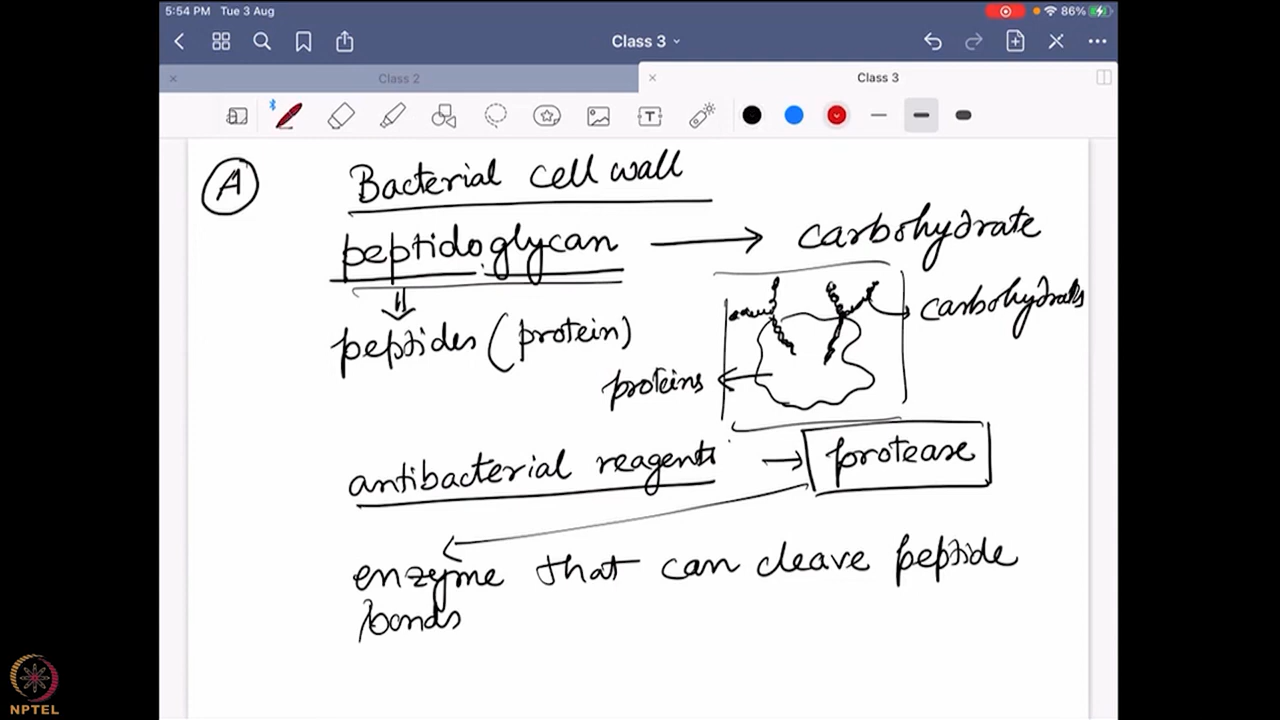 5:54 PM Tue 3 Aug
86%
Class 3
Class 2
Class 3
T
A
Bacterial cell wall
peptidoglycan → carbohydrate
peptides (protein)
carbohydrates
proteins
antibacterial reagents → protease
enzyme that can cleave peptide
bonds
NPTEL